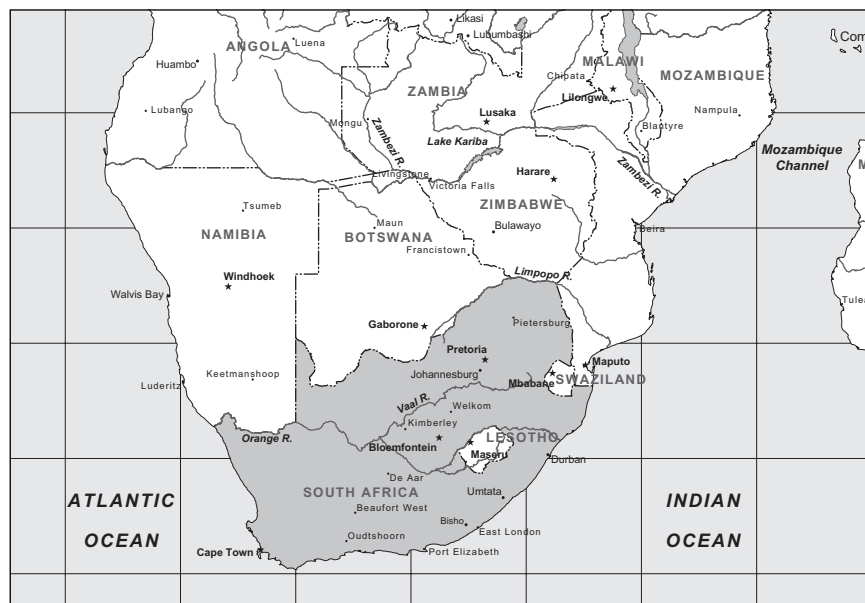 Likasi
Lubumbashi
Com
ANGOLA
Luena
Huambo
MALAWI
Chipata
MOZAMBIQUE
ZAMBIA
Lilongwe
Lubango
Lusaka
Nampula
Mongu
Blantyre
Zambezi R.
Lake Kariba
Mozambique
Channel
M
Livingstone
Victoria Falls
Harare
Zambezi R.
Tsumeb
ZIMBABWE
Maun
Bulawayo
Beira
NAMIBIA
BOTSWANA
Francistown
Windhoek
Limpopo R.
Walvis Bay
Tulea
Gaborone
Pietersburg
Pretoria
Maputo
Keetmanshoop
Johannesburg
Luderitz
Mbabane
SWAZILAND
Vaal R.
Welkom
Kimberley
Orange R.
LESOTHO
Bloemfontein
Maseru
Durban
De Aar
SOUTH AFRICA
Umtata
ATLANTIC
OCEAN
INDIAN
OCEAN
Beaufort West
Bisho
East London
Oudtshoorn
Cape Town
Port Elizabeth